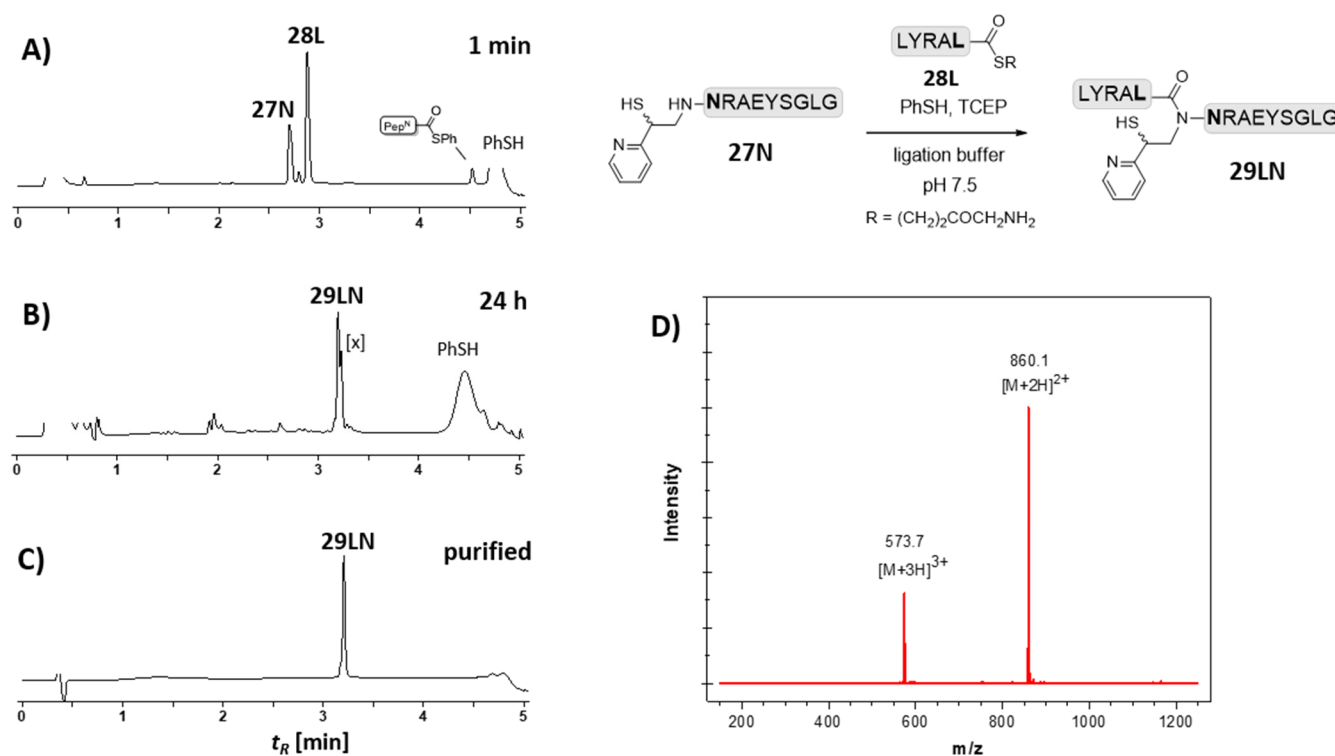 A)
28L
1 min
27N
Pep^N
O
SPh
PhSH
0 1 2 3 4 5
B)
29LN
24 h
[x]
PhSH
0 1 2 3 4 5
C)
29LN
purified
0 1 2 3 4 5
t_R [min]
HS
HN
NRAEYSGLG
N
27N
LYRAL
O
SR
28L
PhSH, TCEP
ligation buffer
pH 7.5
R = (CH2)2COCH2NH2
O
LYRAL
HS
N
NRAEYSGLG
N
29LN
D)
860.1
[M+2H]2+
573.7
[M+3H]3+
Intensity
200 400 600 800 1000 1200
m/z